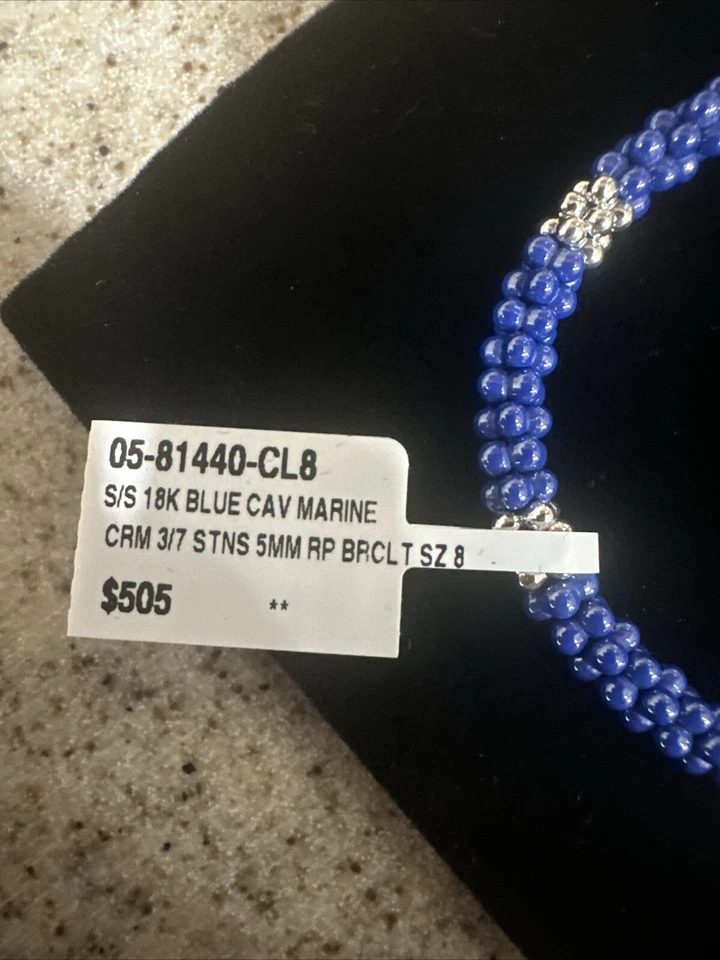 05-81440-CL8
S/S 18K BLUE CAV MARINE
CRM 3/7 STNS 5MM RP BRCLT SZ 8
$505 **